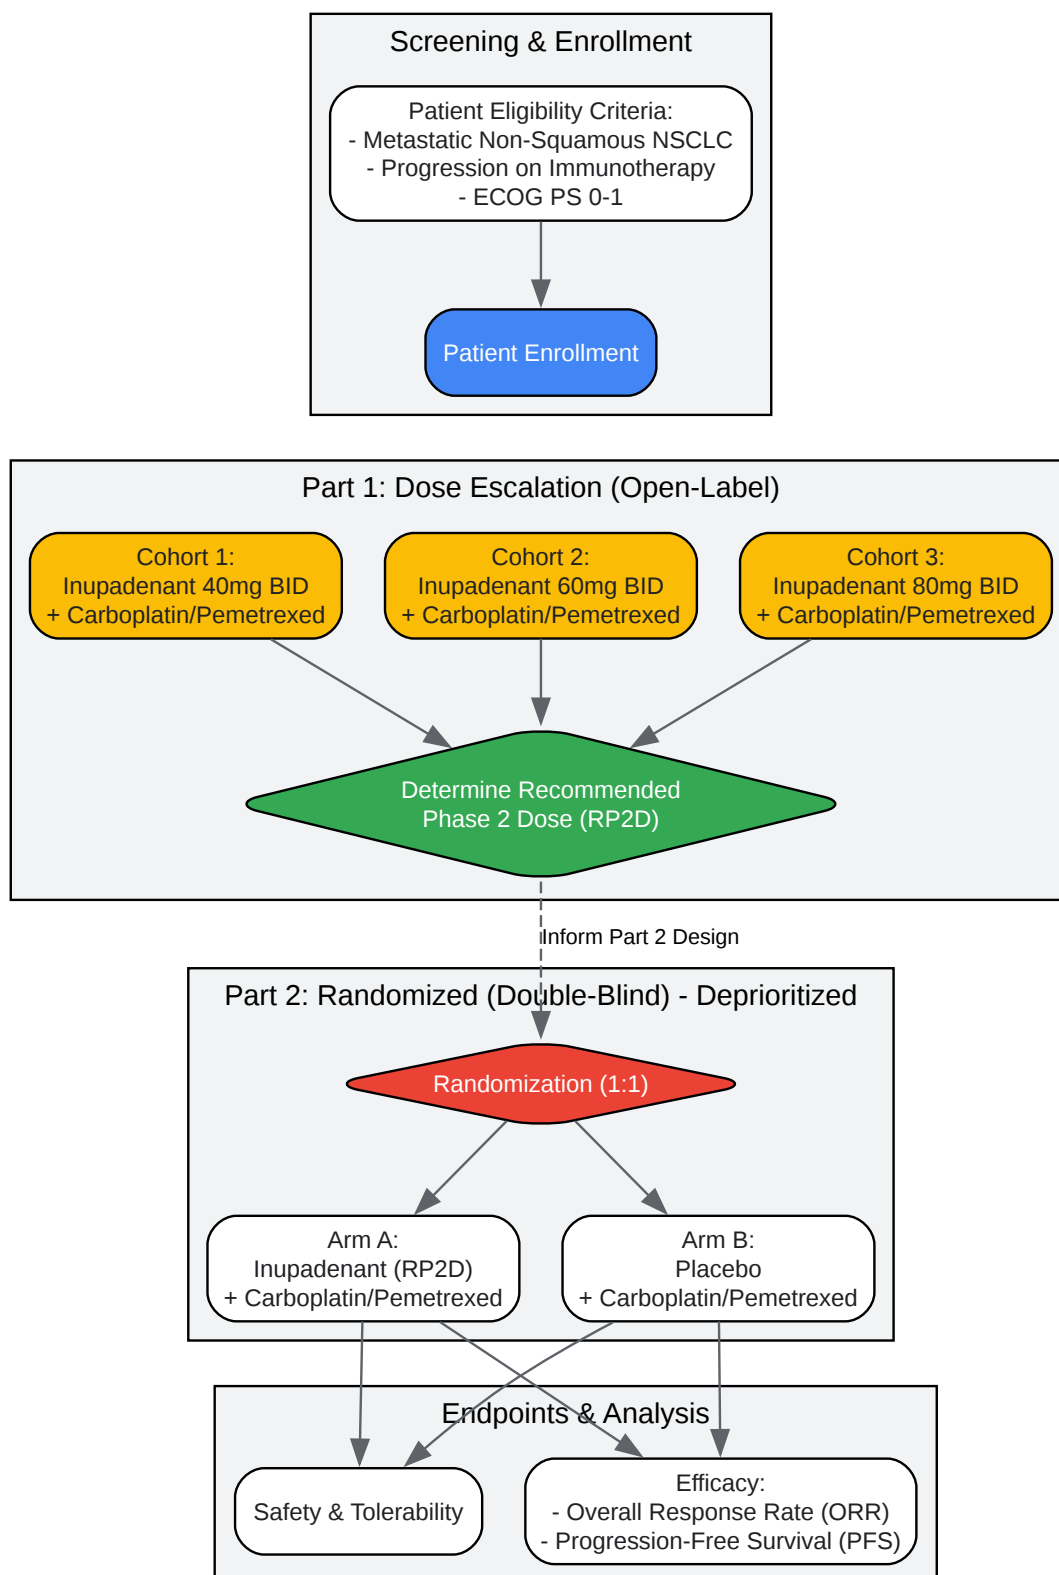 Screening & Enrollment
Patient Eligibility Criteria:
- Metastatic Non-Squamous NSCLC
- Progression on Immunotherapy
- ECOG PS 0-1
Patient Enrollment
Part 1: Dose Escalation (Open-Label)
Cohort 1:
Inupadenant 40mg BID
+ Carboplatin/Pemetrexed
Cohort 2:
Inupadenant 60mg BID
+ Carboplatin/Pemetrexed
Cohort 3:
Inupadenant 80mg BID
+ Carboplatin/Pemetrexed
Determine Recommended
Phase 2 Dose (RP2D)
Inform Part 2 Design
Part 2: Randomized (Double-Blind) - Deprioritized
Randomization (1:1)
Arm A:
Inupadenant (RP2D)
+ Carboplatin/Pemetrexed
Arm B:
Placebo
+ Carboplatin/Pemetrexed
Endpoints & Analysis
Safety & Tolerability
Efficacy:
- Overall Response Rate (ORR)
- Progression-Free Survival (PFS)